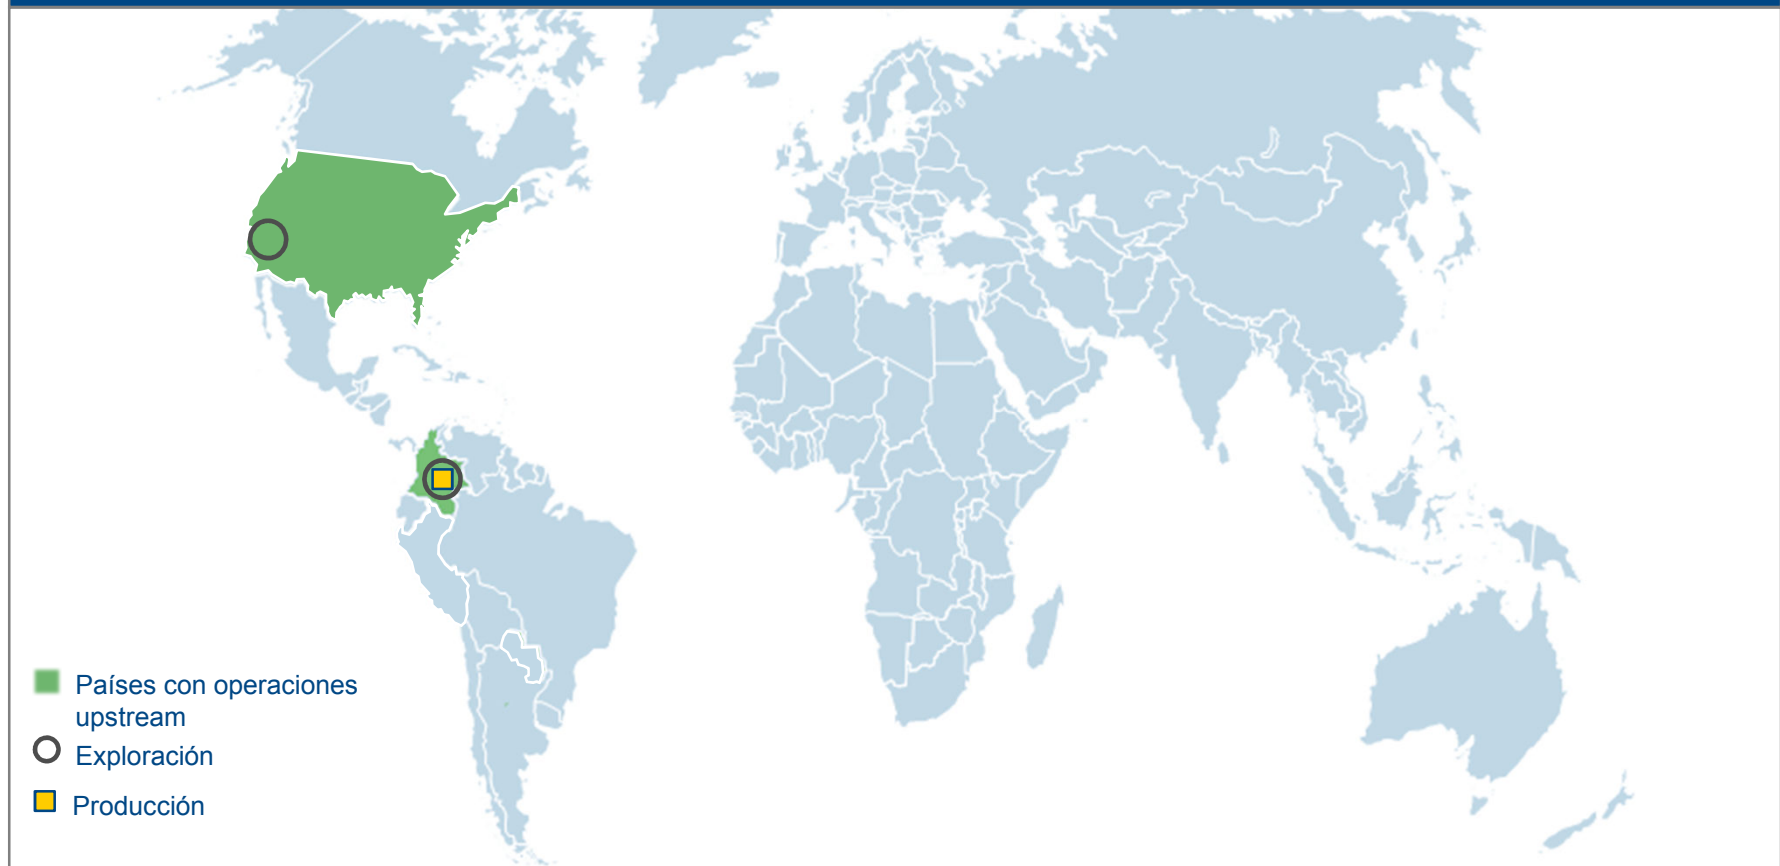 Países con operaciones
upstream
Exploración
Producción